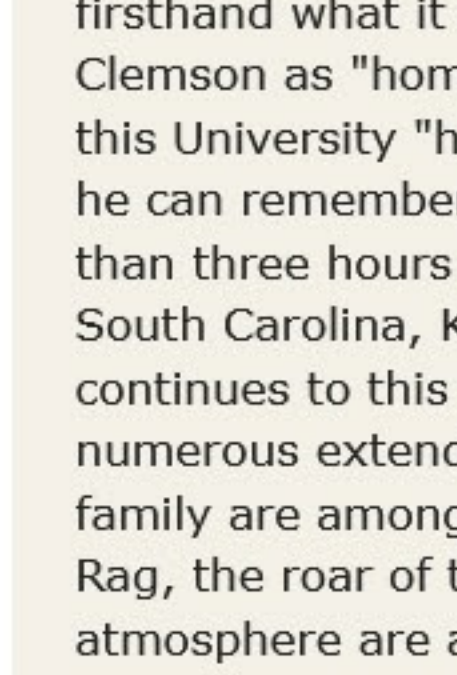 firsthand what it
Clemson as "hom
this University "h
he can remember
than three hours
South Carolina, K
continues to this
numerous extend
family are among
Rag, the roar of t
atmosphere are a